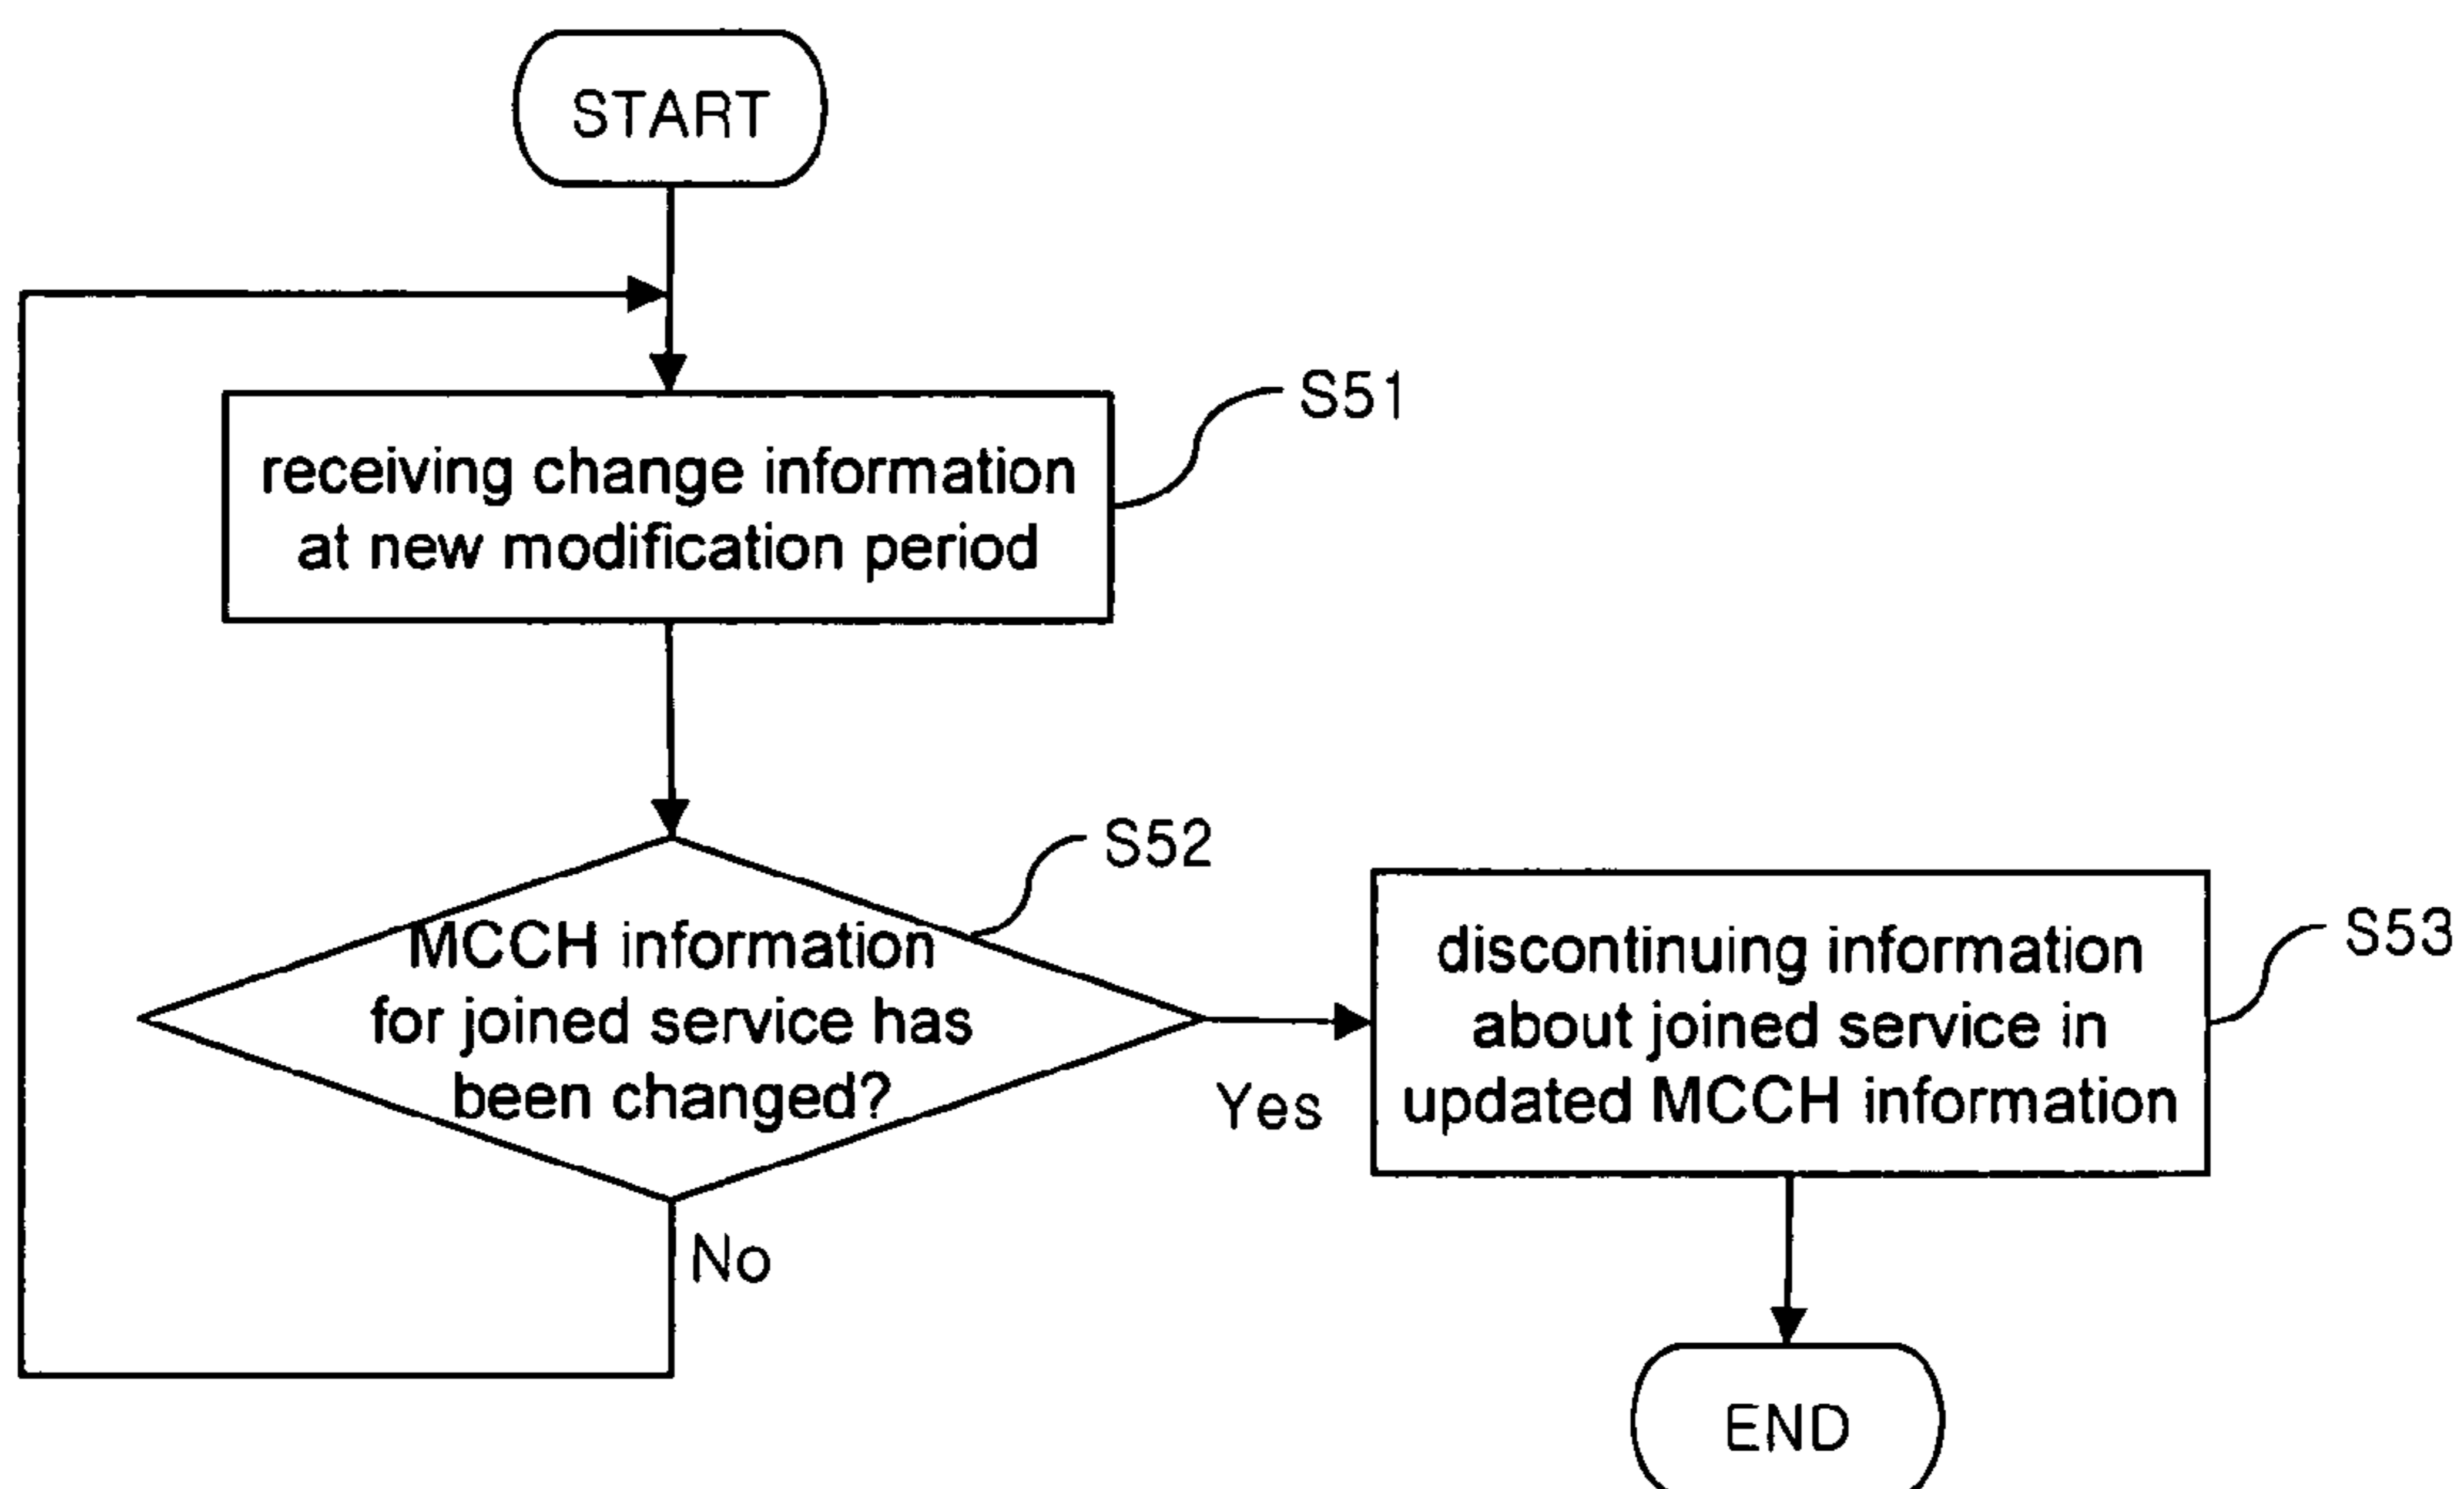 START
S51
receiving change information
at new modification period
S52
MCCH information
for joined service has
been changed?
Yes
No
S53
discontinuing information
about joined service in
updated MCCH information
END